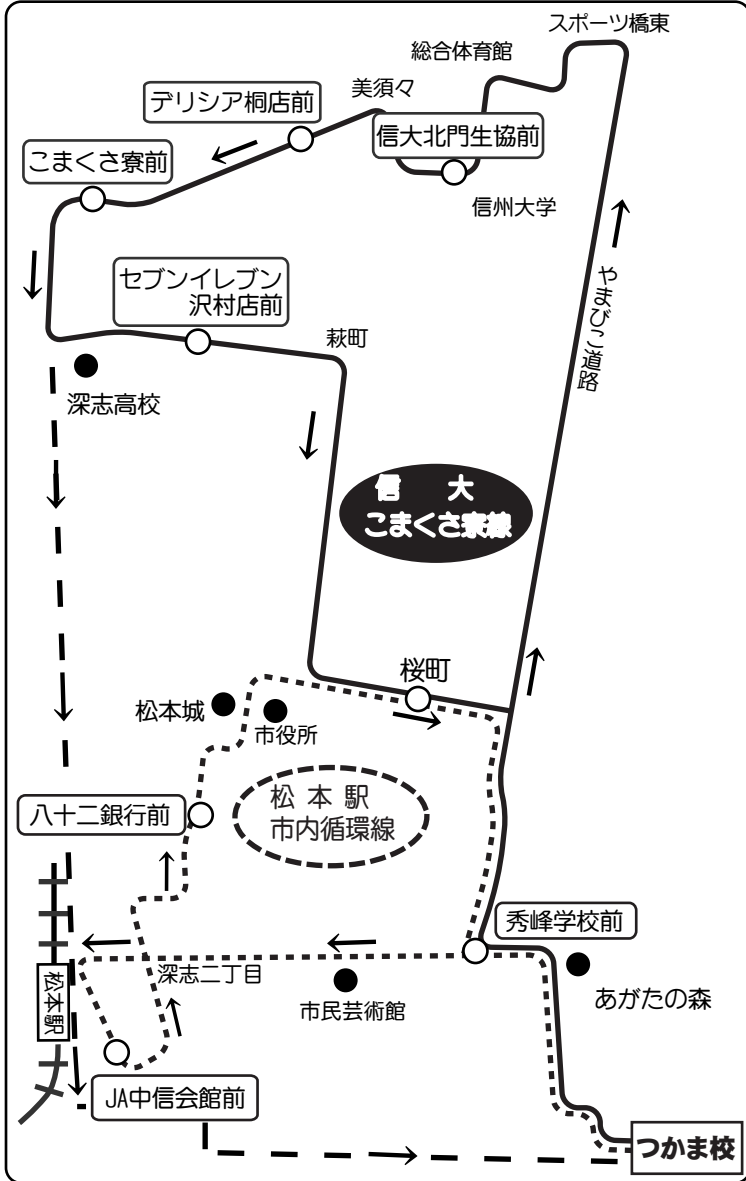 スポーツ橋東
総合体育館
美須々
デリシア桐店前
信大北門生協前
こまくさ寮前
信州大学
セブンイレブン
沢村店前
やまびこ道路
萩町
深志高校
信 大
こまくさ寮線
桜町
松本城
市役所
松本駅
市内循環線
八十二銀行前
秀峰学校前
深志二丁目
松本駅
市民芸術館
あがたの森
JA中信会館前
つかま校